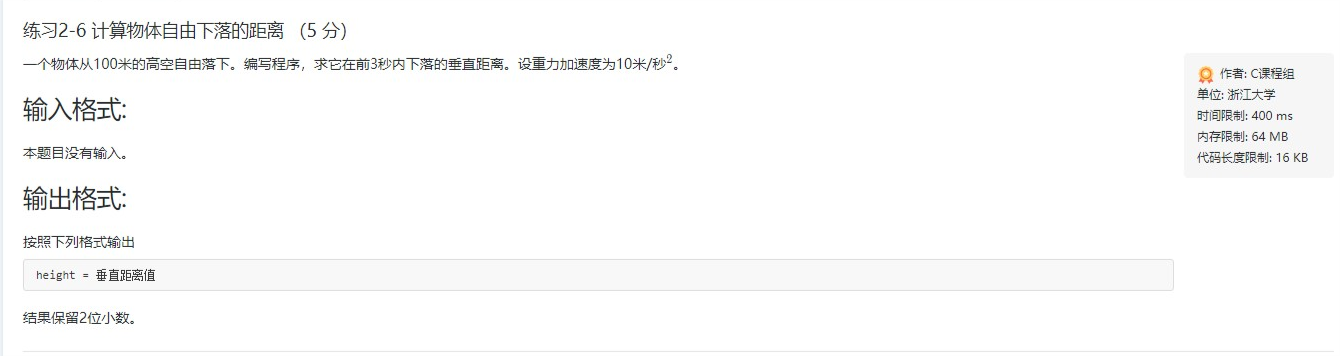 练习2-6 计算物体自由下落的距离 （5 分）
一个物体从100米的高空自由落下。编写程序，求它在前3秒内下落的垂直距离。设重力加速度为10米/秒²。
作者: C课程组
单位: 浙江大学
时间限制: 400 ms
内存限制: 64 MB
代码长度限制: 16 KB
输入格式:
本题目没有输入。
输出格式:
按照下列格式输出
height = 垂直距离值
结果保留2位小数。